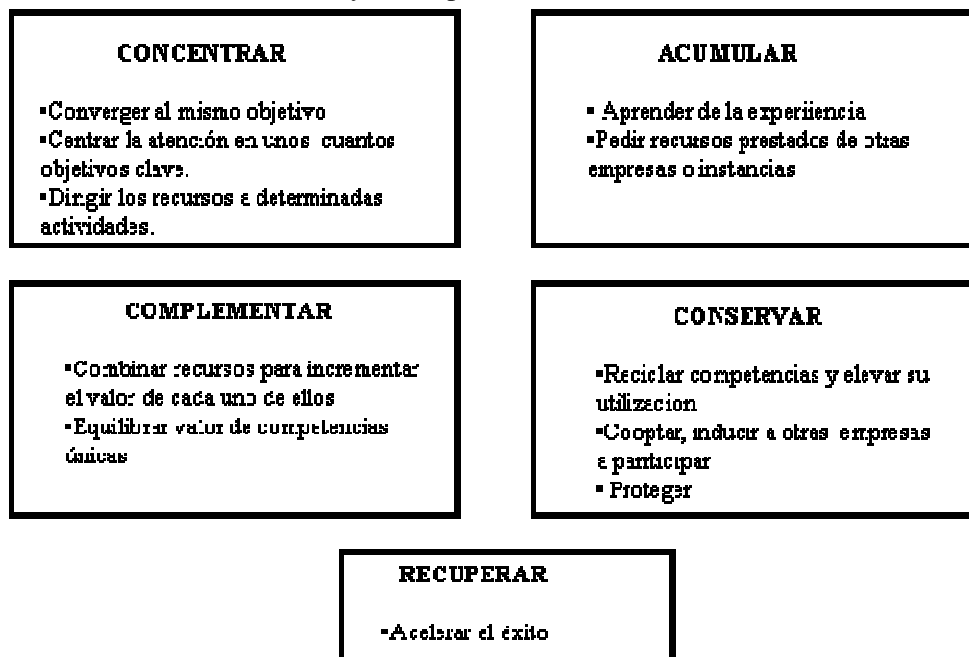 CONCENTRAR
▪Converger al mismo objetivo
▪Centrar la atención en unos cuantos
objetivos clave.
▪Dirigir los recursos a determinadas
actividades.
ACUMULAR
▪ Aprender de la experiiencia
▪Pedir recursos prestados de otras
empresas o instancias
COMPLEMENTAR
▪Combinar recursos para incrementar
el valor de cada uno de ellos
▪Equilibrar valor de competencias
únicas
CONSERVAR
▪Reciclar competencias y elevar su
utilizacion
▪Cooptar, inducir a otras empresas
a participar
▪ Proteger
RECUPERAR
▪Acelerar el éxito